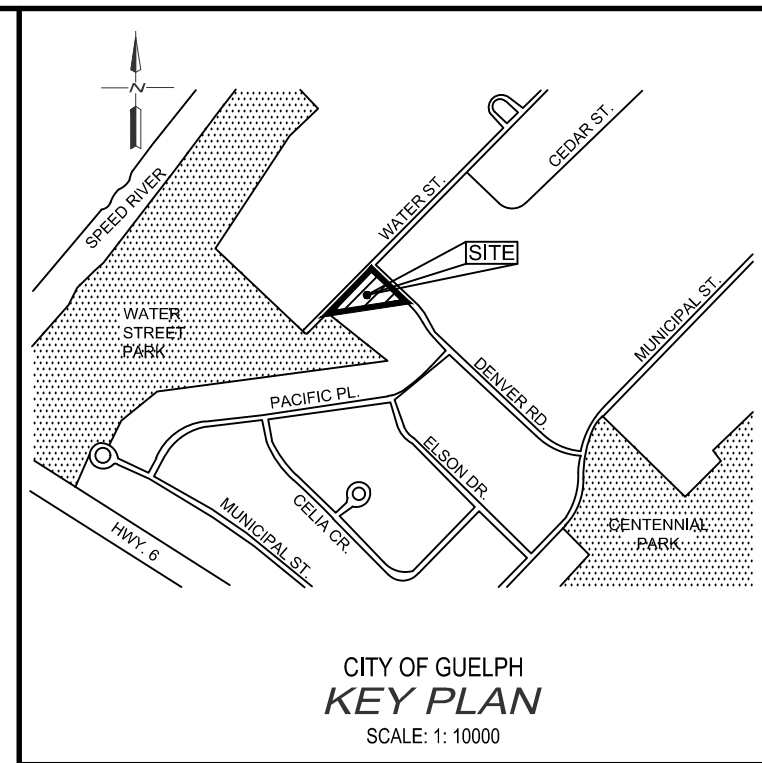 N
CEDAR ST.
WATER ST.
SPEED RIVER
SITE
MUNICIPAL ST.
WATER
STREET
PARK
DENVER RD.
PACIFIC PL.
ELSON DR.
CELIA CR.
MUNICIPAL ST.
HWY. 6
CENTENNIAL
PARK
CITY OF GUELPH
KEY PLAN
SCALE: 1: 10000